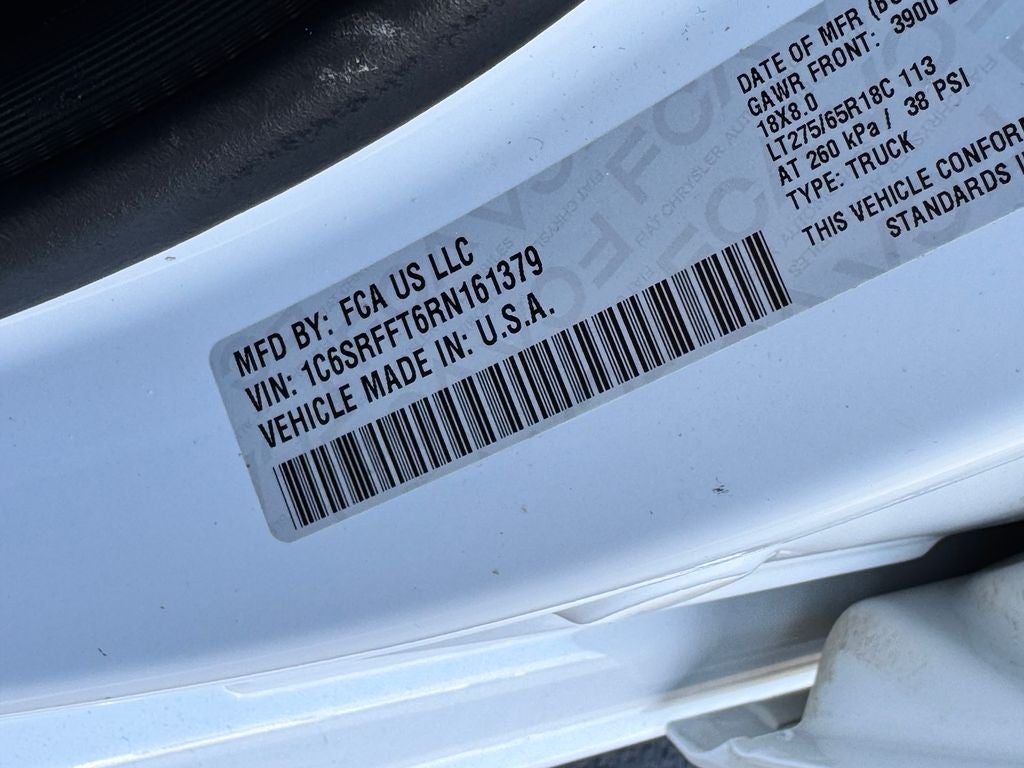 MFD BY: FCA US LLC
VIN: 1C6SRFFT6RN161379
VEHICLE MADE IN: U.S.A.
DATE OF MFR
GAWR FRONT: 3900
18X8.0
LT275/65R18C 113
AT 260 kPa / 38 PSI
TYPE: TRUCK
THIS VEHICLE
STANDARDS